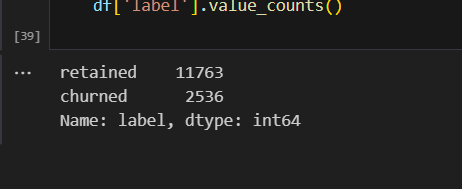 df['label'].value_counts()
[39]
... retained    11763
churned      2536
Name: label, dtype: int64